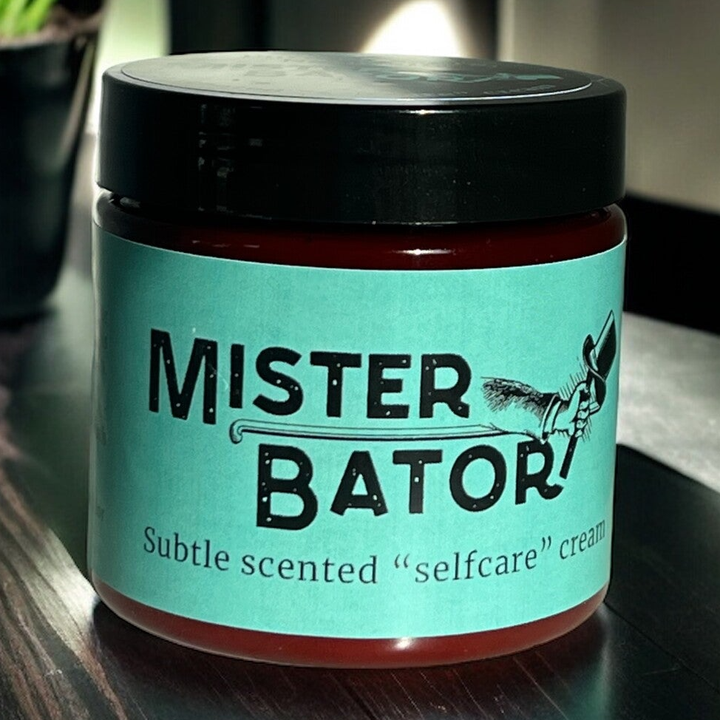 MISTER
BATOR
Subtle scented “selfcare” cream